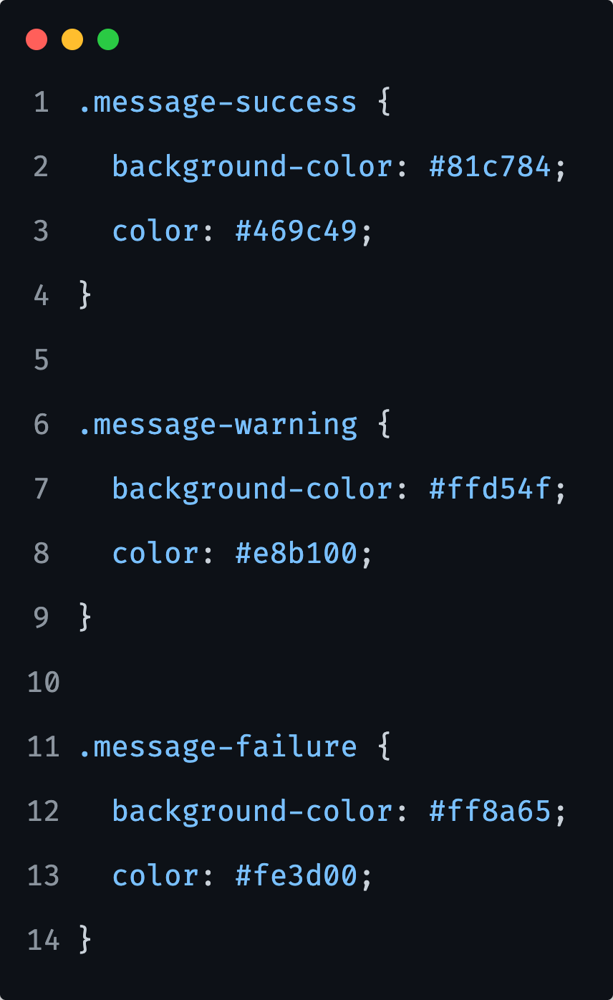 1 .message-success {
2   background-color: #81c784;
3   color: #469c49;
4 }
5
6 .message-warning {
7   background-color: #ffd54f;
8   color: #e8b100;
9 }
10
11 .message-failure {
12   background-color: #ff8a65;
13   color: #fe3d00;
14 }